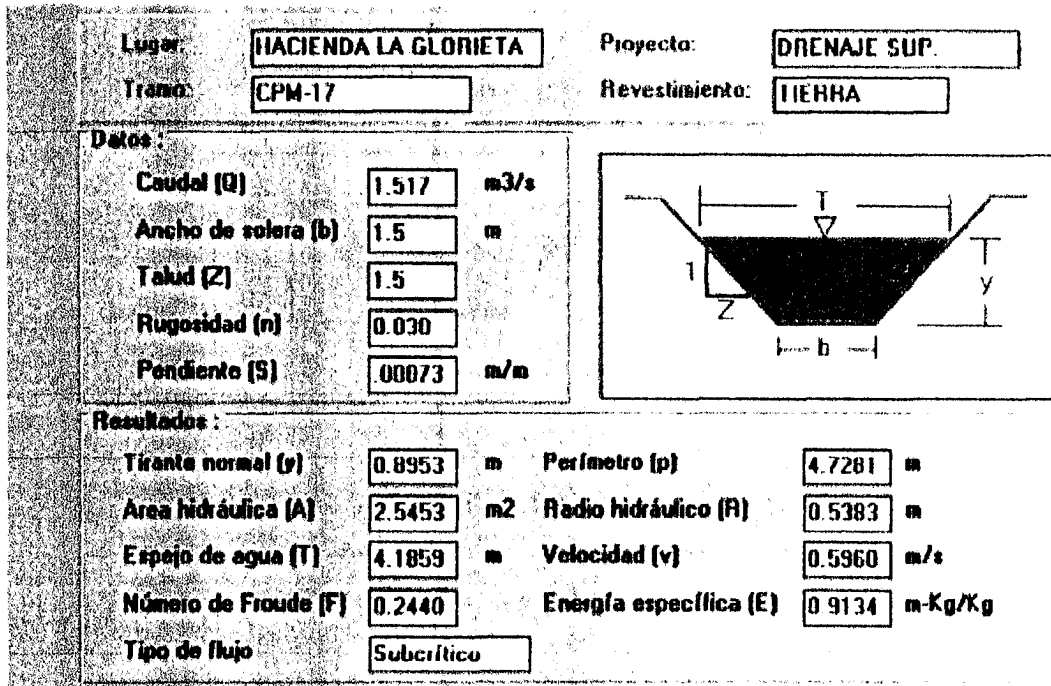 Lugar: HACIENDA LA GLORIETA Proyecto: DRENAJE SUP.
Tramo: CPM-17 Revestimiento: TIERRA
Datos :
Caudal (Q) 1.517 m3/s
Ancho de solera (b) 1.5 m
Talud (Z) 1.5
Rugosidad (n) 0.030
Pendiente (S) .00073 m/m
T
1
Z
y
b
Resultados :
Tirante normal (y) 0.8953 m Perímetro (p) 4.7281 m
Area hidráulica (A) 2.5453 m2 Radio hidráulico (R) 0.5383 m
Espejo de agua (T) 4.1859 m Velocidad (v) 0.5960 m/s
Número de Froude (F) 0.2440 Energía específica (E) 0.9134 m-Kg/Kg
Tipo de flujo Subcrítico